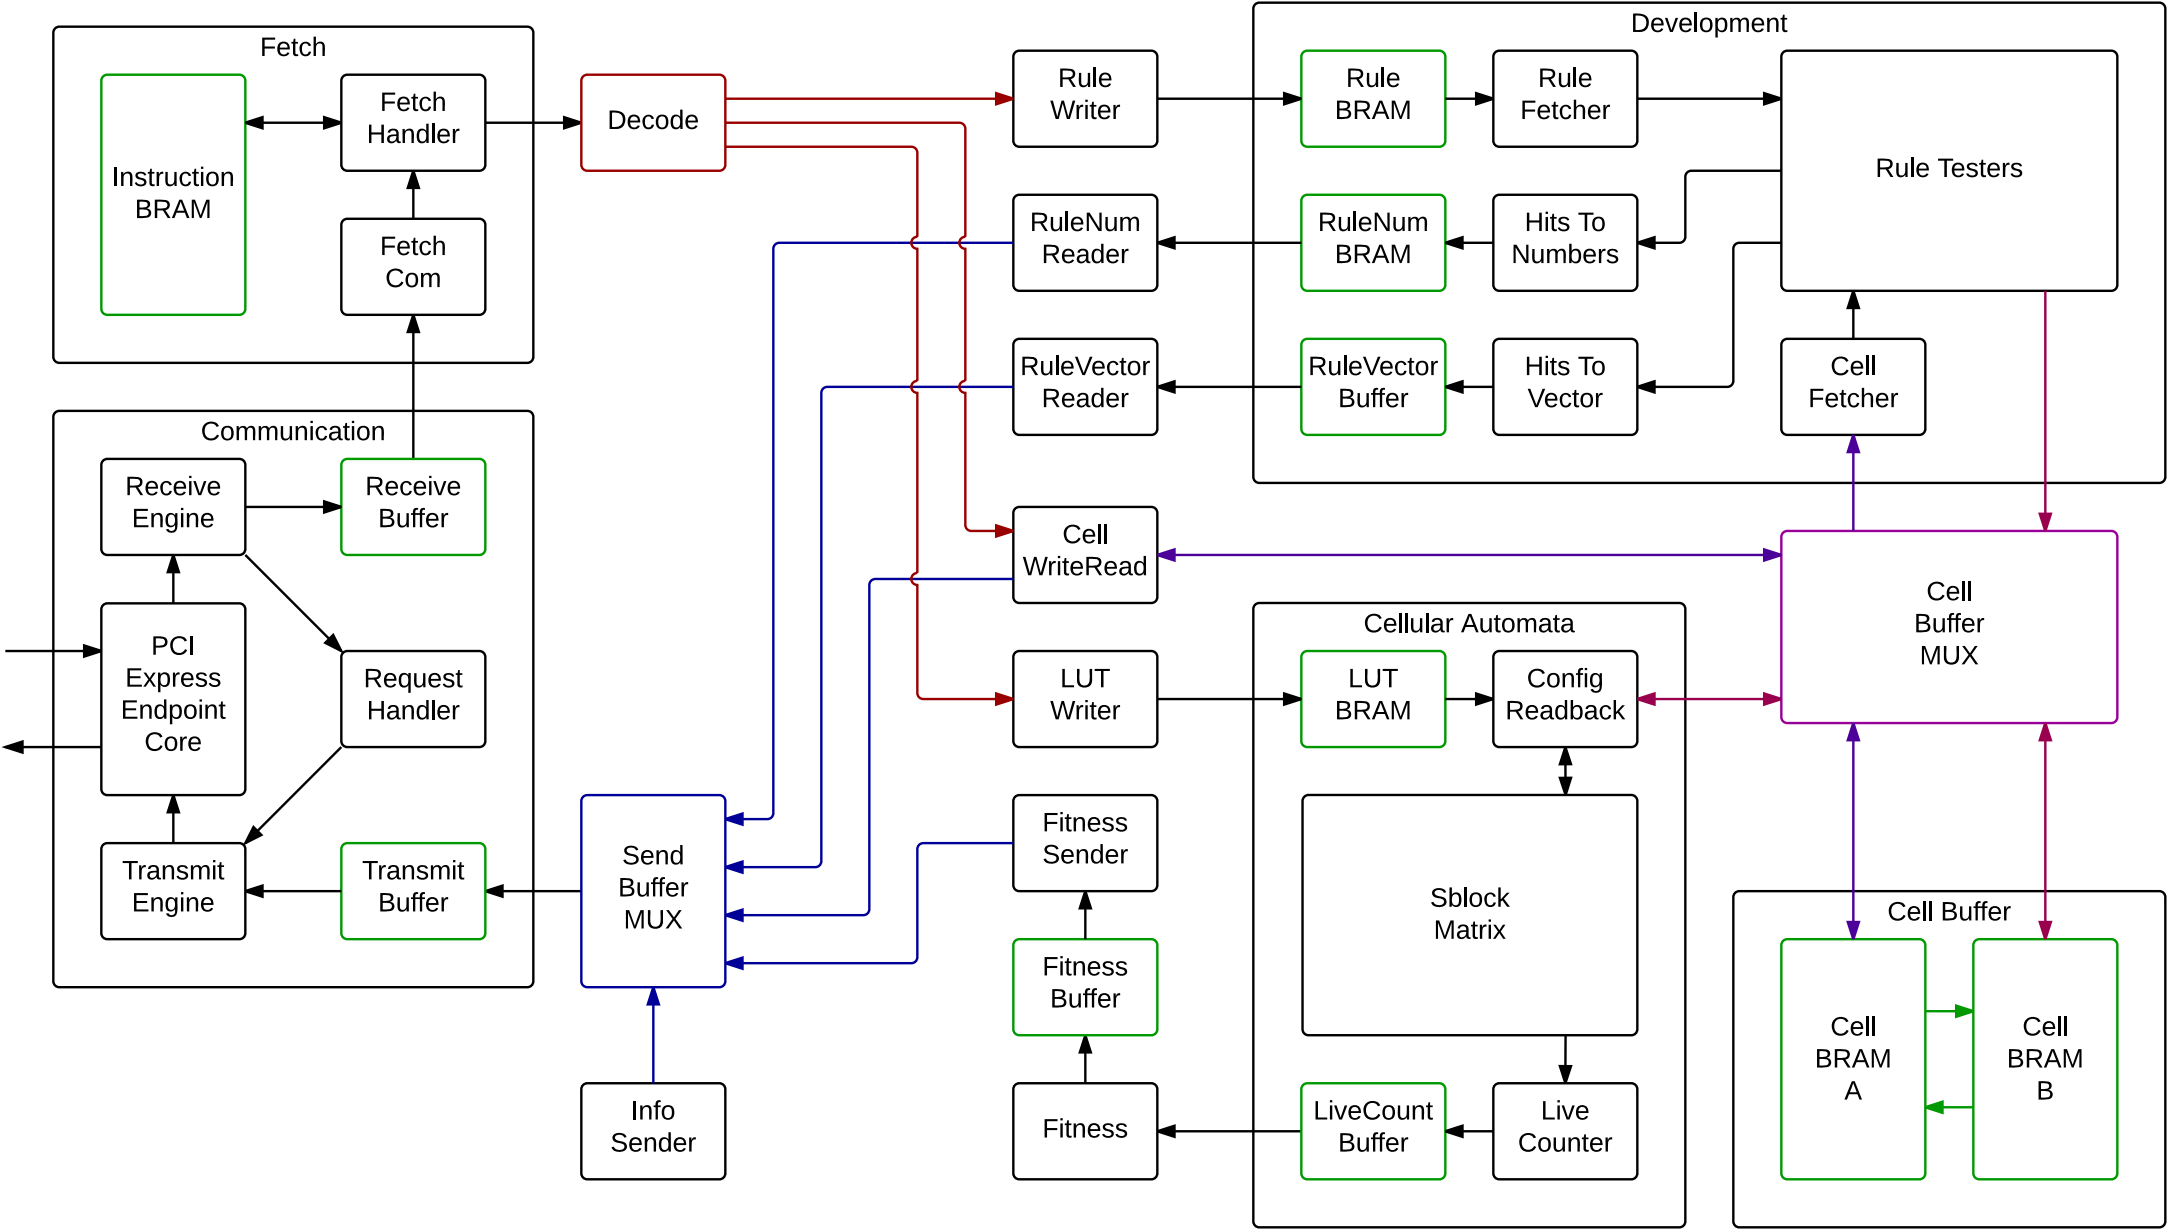 Fetch
Instruction
BRAM
Fetch
Handler
Fetch
Com
Decode
Communication
Receive
Engine
Receive
Buffer
PCI
Express
Endpoint
Core
Request
Handler
Transmit
Engine
Transmit
Buffer
Send
Buffer
MUX
Info
Sender
Rule
Writer
RuleNum
Reader
RuleVector
Reader
Cell
WriteRead
LUT
Writer
Fitness
Sender
Fitness
Buffer
Fitness
Development
Rule
BRAM
Rule
Fetcher
Rule Testers
RuleNum
BRAM
Hits To
Numbers
RuleVector
Buffer
Hits To
Vector
Cell
Fetcher
Cellular Automata
LUT
BRAM
Config
Readback
Sblock
Matrix
LiveCount
Buffer
Live
Counter
Cell
Buffer
MUX
Cell Buffer
Cell
BRAM
A
Cell
BRAM
B